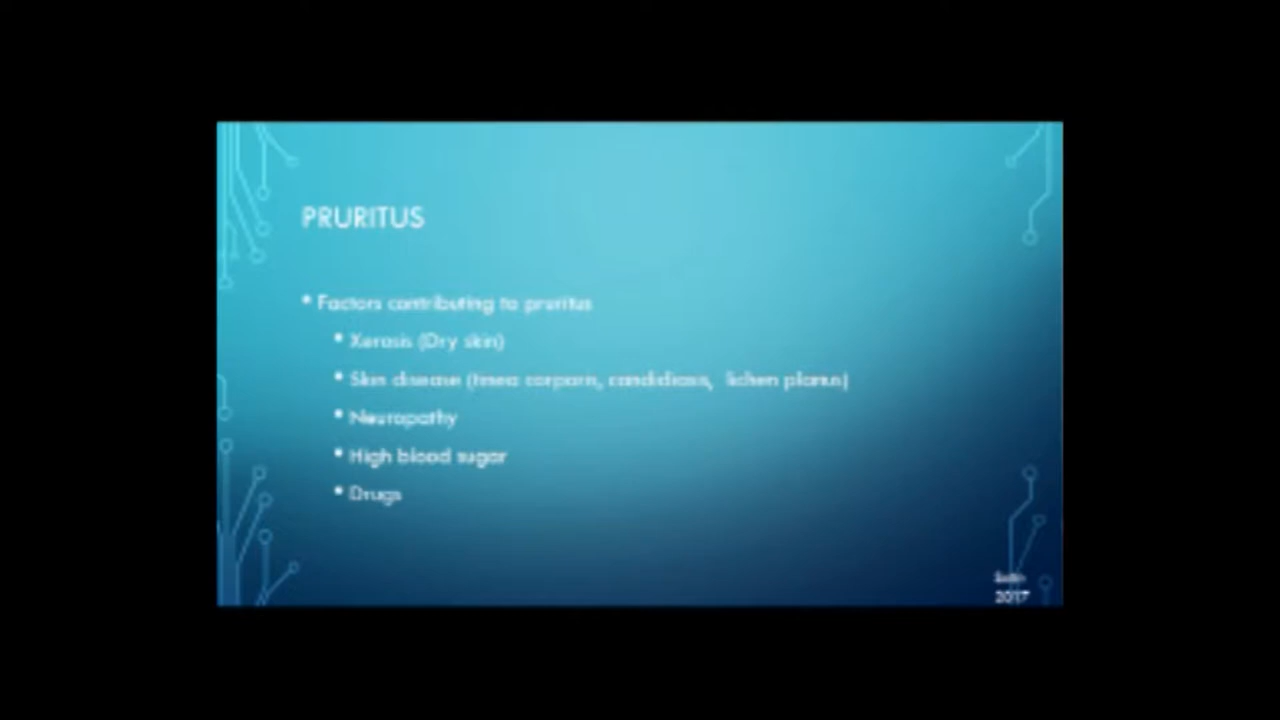 PRURITUS
• Factors contributing to pruritus
• Xerosis (Dry skin)
• Skin disease (tinea corporis, candidiasis, lichen planus)
• Neuropathy
• High blood sugar
• Drugs
2017